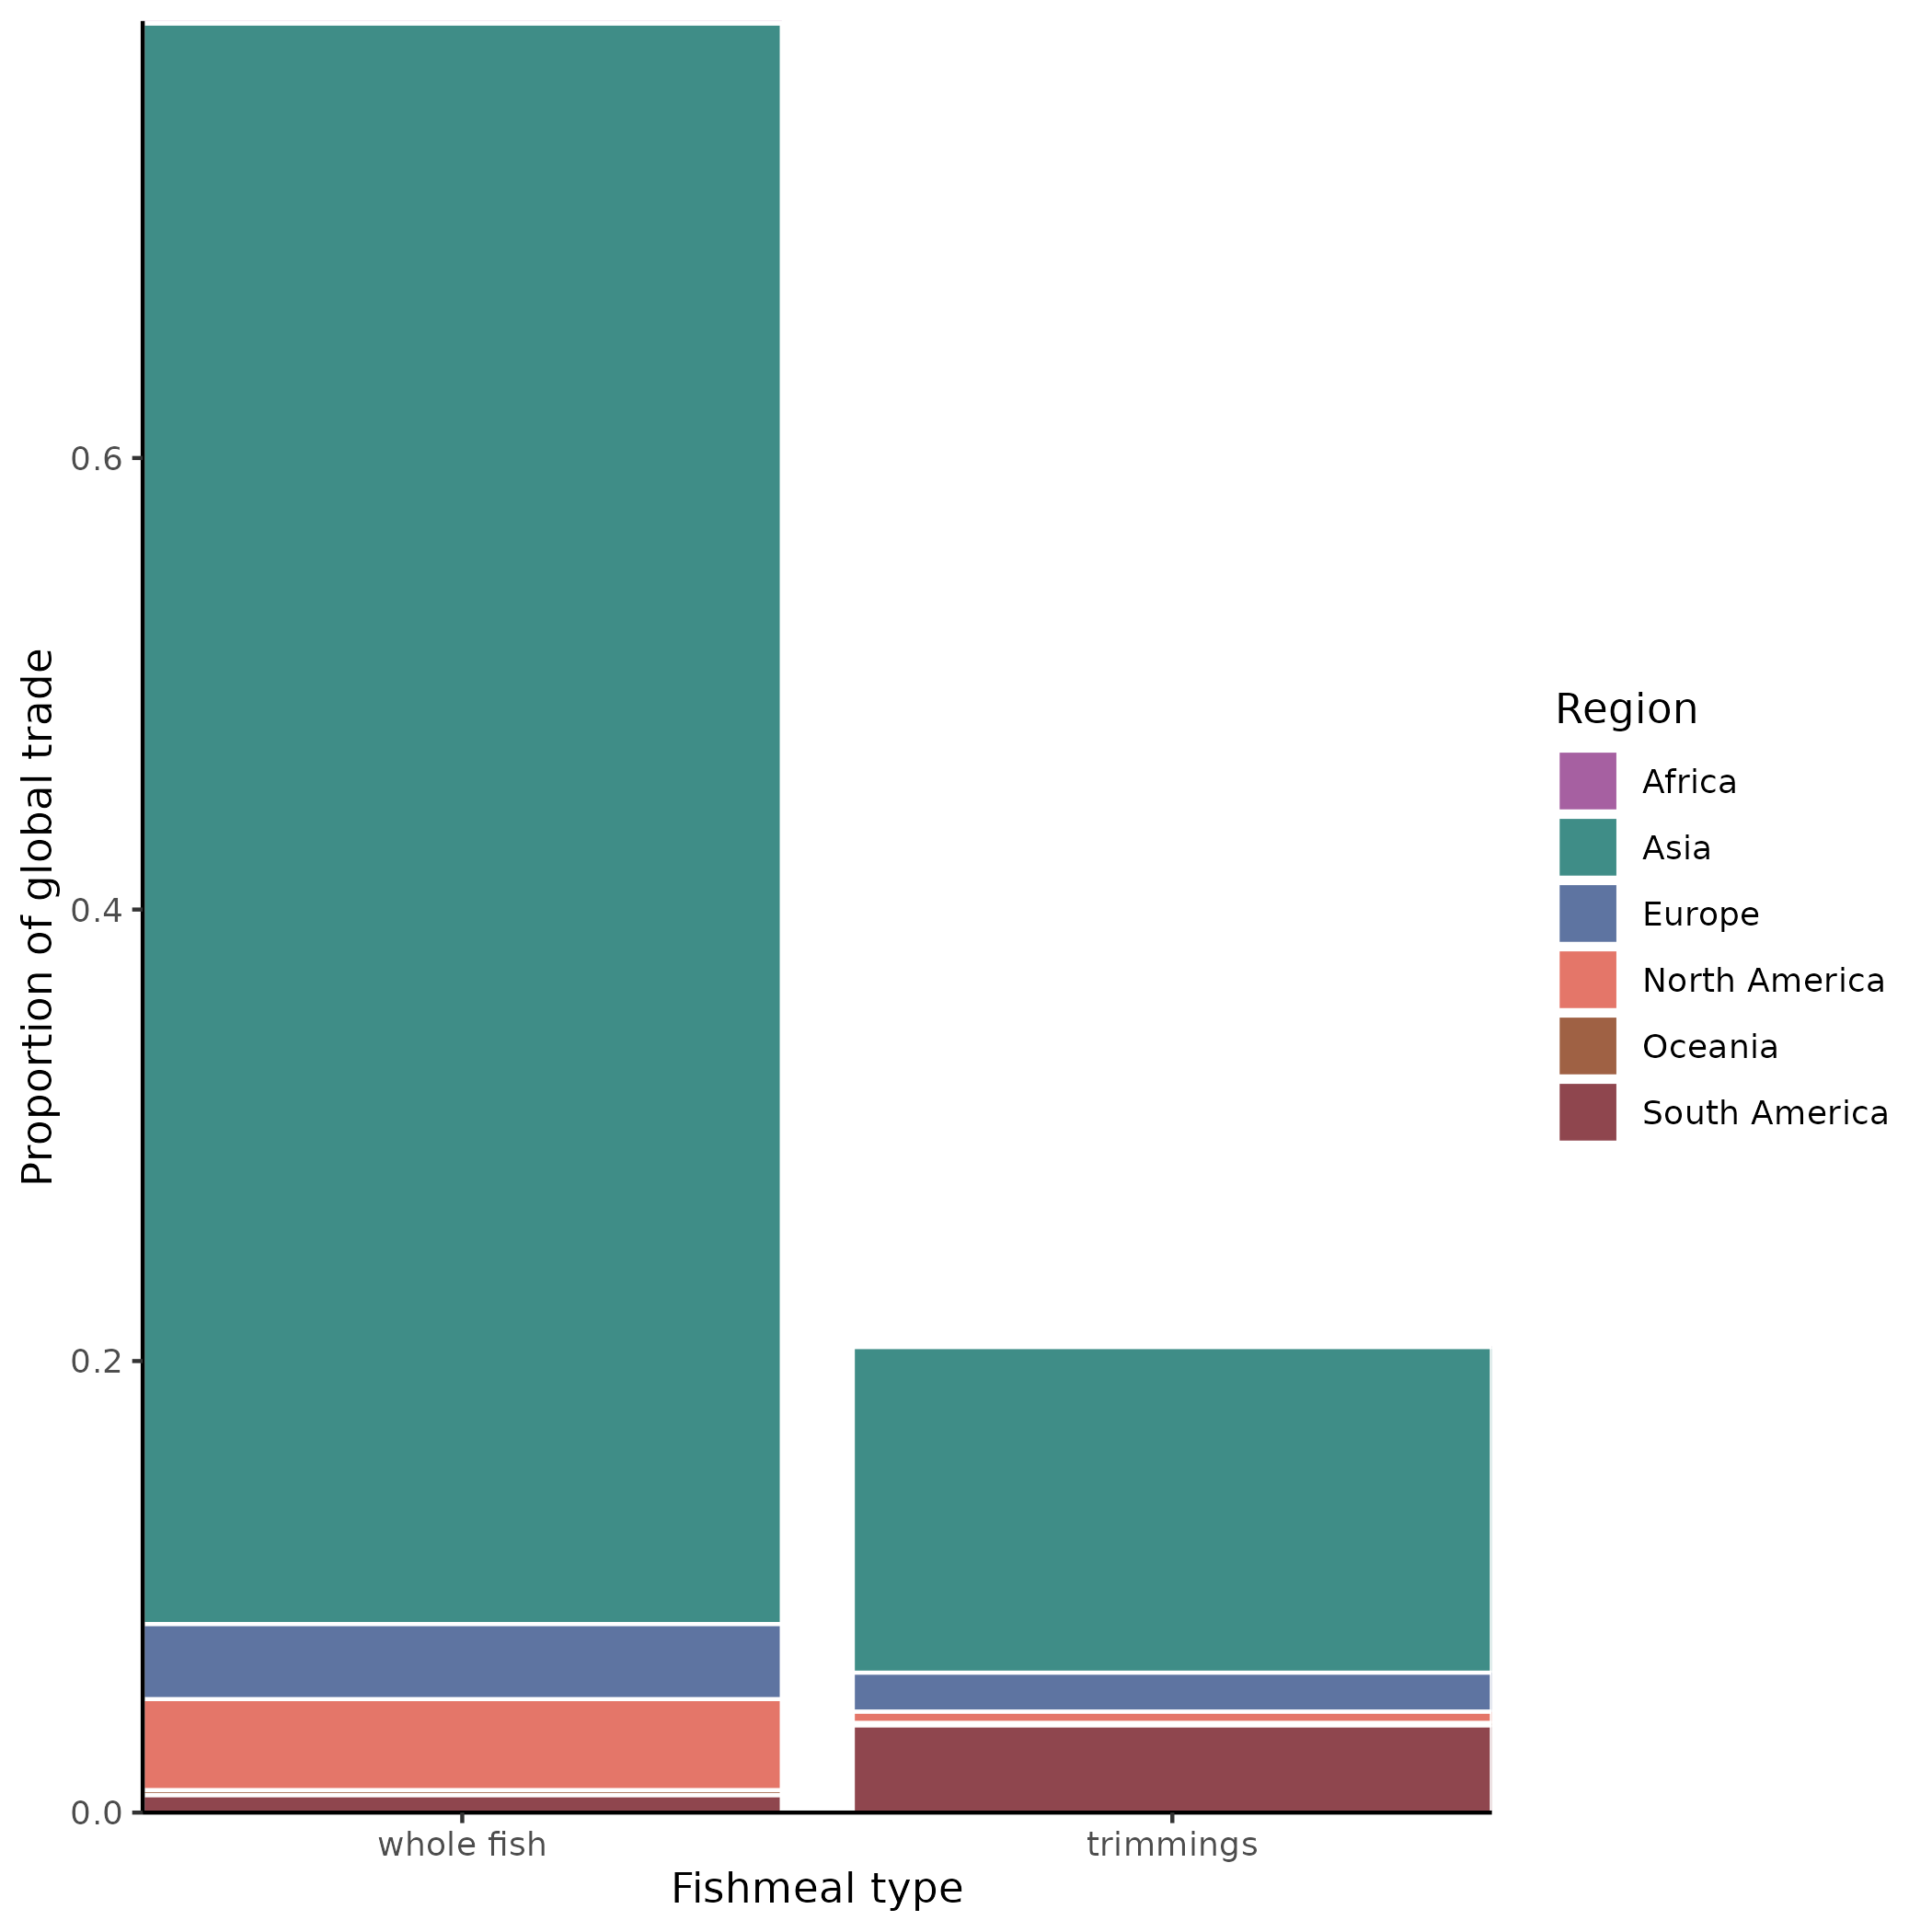 Proportion of global trade
0.6
0.4
0.2
0.0
whole fish
trimmings
Fishmeal type
Region
Africa
Asia
Europe
North America
Oceania
South America